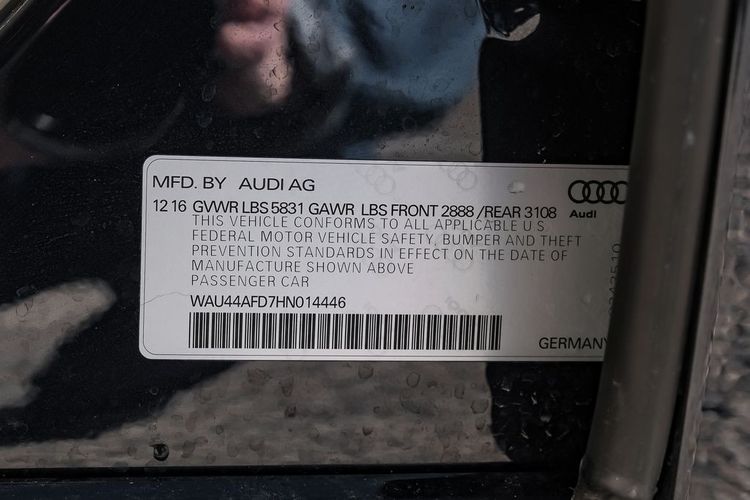 MFD. BY AUDI AG
12 16 GVWR LBS 5831 GAWR LBS FRONT 2888 /REAR 3108
Audi
THIS VEHICLE CONFORMS TO ALL APPLICABLE U S
FEDERAL MOTOR VEHICLE SAFETY, BUMPER AND THEFT
PREVENTION STANDARDS IN EFFECT ON THE DATE OF
MANUFACTURE SHOWN ABOVE
PASSENGER CAR
WAU44AFD7HN014446
GERMANY